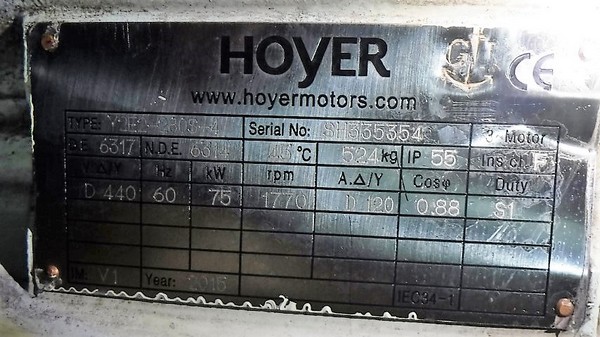 HOYER CE
www.hoyermotors.com
TYPE: Serial No: 3~ Motor
D.E. 6317 N.D.E. 6314 45 °C 524 kg IP 55 Ins cl. F
V.Δ/Y Hz kW rpm A.Δ/Y Cosφ Duty
D 440 60 75 1770 D 120 0.88 S1
IM: V1 Year: IEC34-1